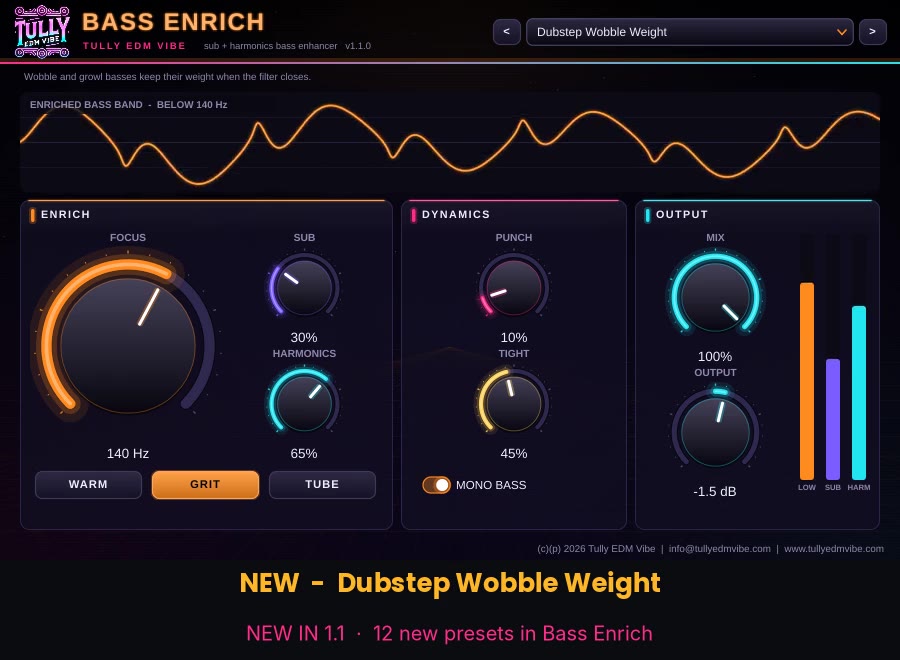 TULLY
EDM VIBE
BASS ENRICH
TULLY EDM VIBE sub + harmonics bass enhancer v1.1.0
<
Dubstep Wobble Weight
>
Wobble and growl basses keep their weight when the filter closes.
ENRICHED BASS BAND - BELOW 140 Hz
ENRICH
FOCUS
140 Hz
SUB
30%
HARMONICS
65%
WARM GRIT TUBE
DYNAMICS
PUNCH
10%
TIGHT
45%
MONO BASS
OUTPUT
MIX
100%
OUTPUT
-1.5 dB
LOW SUB HARM
(c)(p) 2026 Tully EDM Vibe | info@tullyedmvibe.com | www.tullyedmvibe.com
NEW - Dubstep Wobble Weight
NEW IN 1.1 · 12 new presets in Bass Enrich